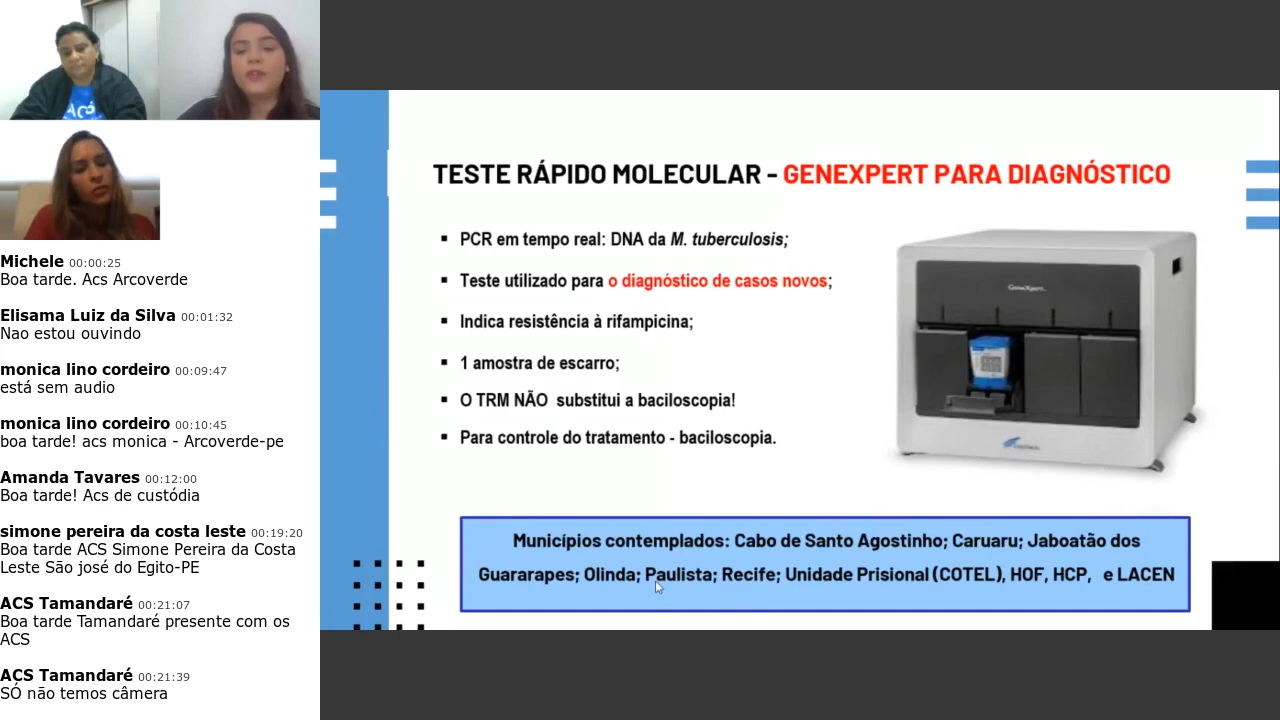 ACS
Michele 00:00:25
Boa tarde. Acs Arcoverde
Elisama Luiz da Silva 00:01:32
Nao estou ouvindo
monica lino cordeiro 00:09:47
está sem audio
monica lino cordeiro 00:10:45
boa tarde! acs monica - Arcoverde-pe
Amanda Tavares 00:12:00
Boa tarde! Acs de custódia
simone pereira da costa leste 00:19:20
Boa tarde ACS Simone Pereira da Costa
Leste São josé do Egito-PE
ACS Tamandaré 00:21:07
Boa tarde Tamandaré presente com os
ACS
ACS Tamandaré 00:21:39
SÓ não temos câmera
TESTE RÁPIDO MOLECULAR – GENEXPERT PARA DIAGNÓSTICO
▪ PCR em tempo real: DNA da M. tuberculosis;
▪ Teste utilizado para o diagnóstico de casos novos;
▪ Indica resistência à rifampicina;
▪ 1 amostra de escarro;
▪ O TRM NÃO substitui a baciloscopia!
▪ Para controle do tratamento - baciloscopia.
GeneXpert
Municípios contemplados: Cabo de Santo Agostinho; Caruaru; Jaboatão dos
Guararapes; Olinda; Paulista; Recife; Unidade Prisional (COTEL), HOF, HCP, e LACEN